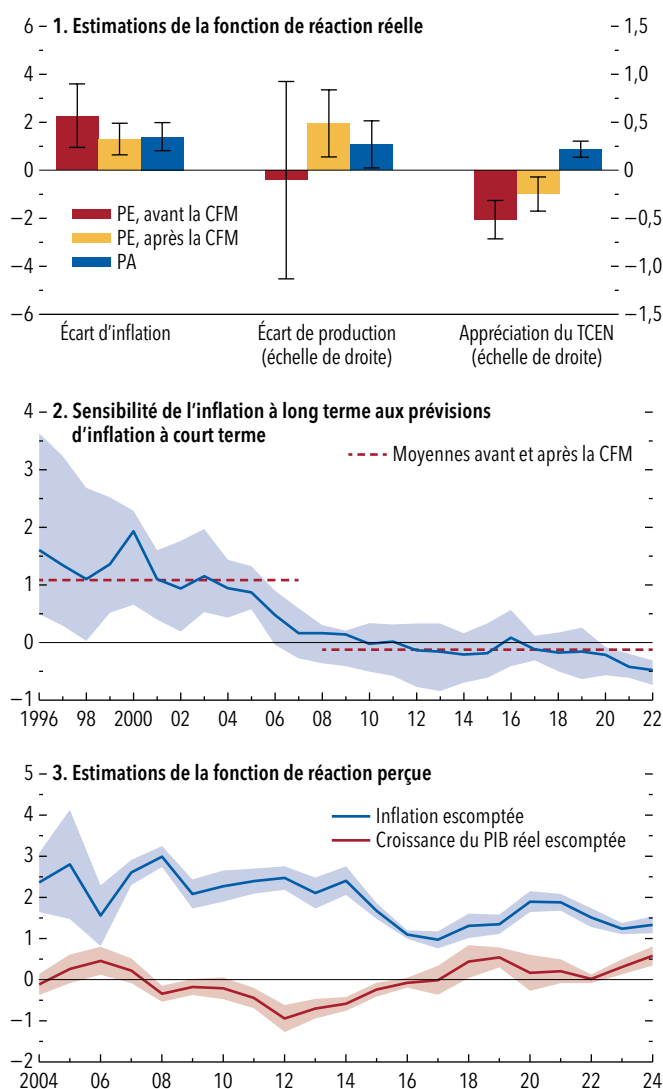 1. Estimations de la fonction de réaction réelle
6
4
2
0
−2
−4
−6
1,5
1,0
0,5
0
−0,5
−1,0
−1,5
PE, avant la CFM
PE, après la CFM
PA
Écart d’inflation
Écart de production
(échelle de droite)
Appréciation du TCEN
(échelle de droite)
2. Sensibilité de l’inflation à long terme aux prévisions
d’inflation à court terme
Moyennes avant et après la CFM
4
3
2
1
0
−1
1996 98 2000 02 04 06 08 10 12 14 16 18 20 22
3. Estimations de la fonction de réaction perçue
Inflation escomptée
Croissance du PIB réel escomptée
5
4
3
2
1
0
−1
−2
2004 06 08 10 12 14 16 18 20 22 24